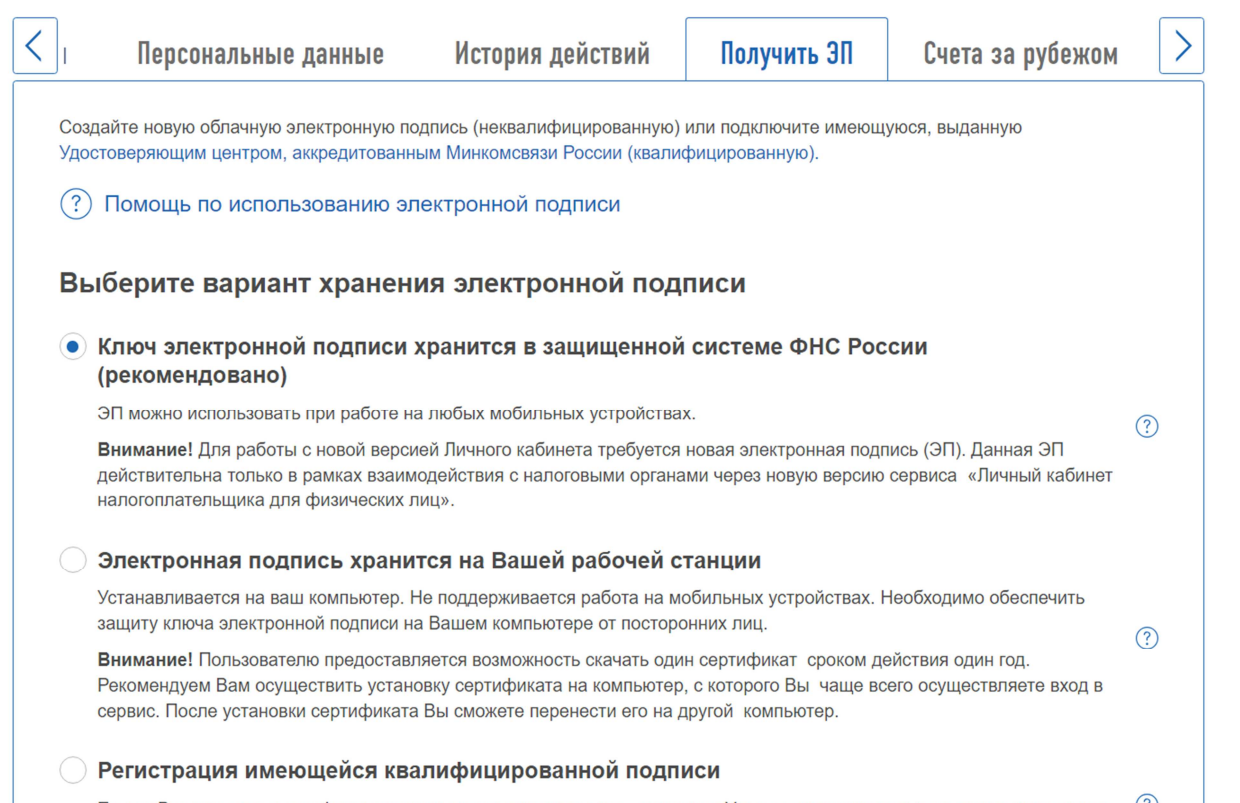 Персональные данные
История действий
Получить ЭП
Счета за рубежом
Создайте новую облачную электронную подпись (неквалифицированную) или подключите имеющуюся, выданную
Удостоверяющим центром, аккредитованным Минкомсвязи России (квалифицированную).
? Помощь по использованию электронной подписи
Выберите вариант хранения электронной подписи
Ключ электронной подписи хранится в защищенной системе ФНС России
(рекомендовано)
ЭП можно использовать при работе на любых мобильных устройствах.
?
Внимание! Для работы с новой версией Личного кабинета требуется новая электронная подпись (ЭП). Данная ЭП
действительна только в рамках взаимодействия с налоговыми органами через новую версию сервиса «Личный кабинет
налогоплательщика для физических лиц».
Электронная подпись хранится на Вашей рабочей станции
Устанавливается на ваш компьютер. Не поддерживается работа на мобильных устройствах. Необходимо обеспечить
защиту ключа электронной подписи на Вашем компьютере от посторонних лиц.
?
Внимание! Пользователю предоставляется возможность скачать один сертификат сроком действия один год.
Рекомендуем Вам осуществить установку сертификата на компьютер, с которого Вы чаще всего осуществляете вход в
сервис. После установки сертификата Вы сможете перенести его на другой компьютер.
Регистрация имеющейся квалифицированной подписи